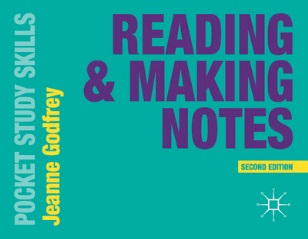 READING
& MAKING
NOTES
SECOND EDITION
POCKET STUDY SKILLS
Jeanne Godfrey